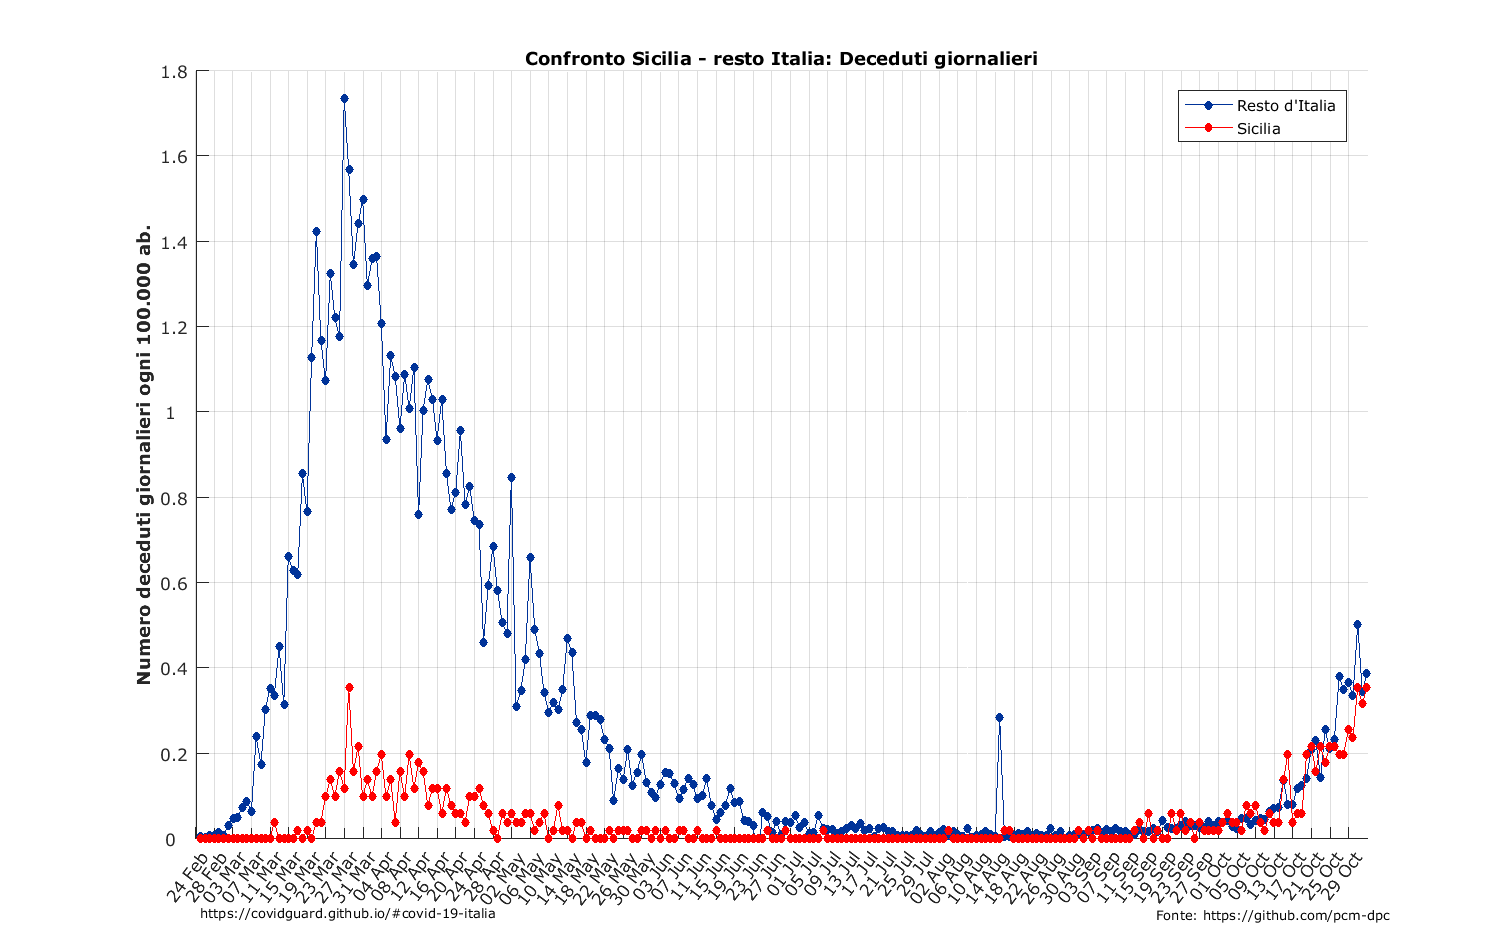 Confronto Sicilia - resto Italia: Deceduti giornalieri
Numero deceduti giornalieri ogni 100.000 ab.
1.8
1.6
1.4
1.2
1
0.8
0.6
0.4
0.2
0
Resto d'Italia
Sicilia
24 Feb
28 Feb
03 Mar
07 Mar
11 Mar
15 Mar
19 Mar
23 Mar
27 Mar
31 Mar
04 Apr
08 Apr
12 Apr
16 Apr
20 Apr
24 Apr
28 Apr
02 May
06 May
10 May
14 May
18 May
22 May
26 May
30 May
03 Jun
07 Jun
11 Jun
15 Jun
19 Jun
23 Jun
27 Jun
01 Jul
05 Jul
09 Jul
13 Jul
17 Jul
21 Jul
25 Jul
29 Jul
02 Aug
06 Aug
10 Aug
14 Aug
18 Aug
22 Aug
26 Aug
30 Aug
03 Sep
07 Sep
11 Sep
15 Sep
19 Sep
23 Sep
27 Sep
01 Oct
05 Oct
09 Oct
13 Oct
17 Oct
21 Oct
25 Oct
29 Oct
https://covidguard.github.io/#covid-19-italia
Fonte: https://github.com/pcm-dpc